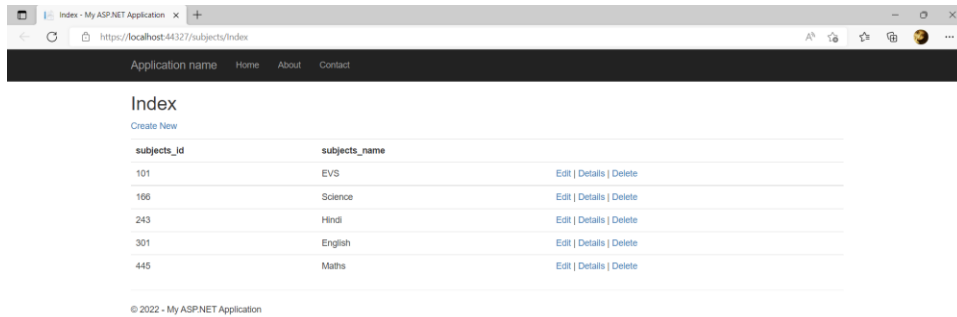 Index - My ASP.NET Application
https://localhost:44327/subjects/Index
Application name Home About Contact
Index
Create New
subjects_id subjects_name
101 EVS Edit | Details | Delete
166 Science Edit | Details | Delete
243 Hindi Edit | Details | Delete
301 English Edit | Details | Delete
445 Maths Edit | Details | Delete
© 2022 - My ASP.NET Application